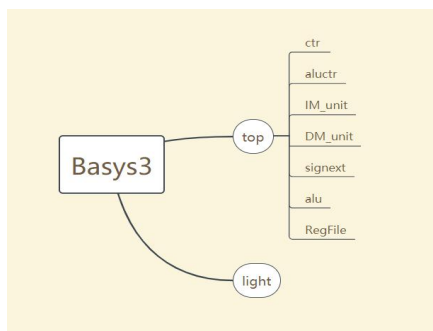 Basys3
top
ctr
aluctr
IM_unit
DM_unit
signext
alu
RegFile
light